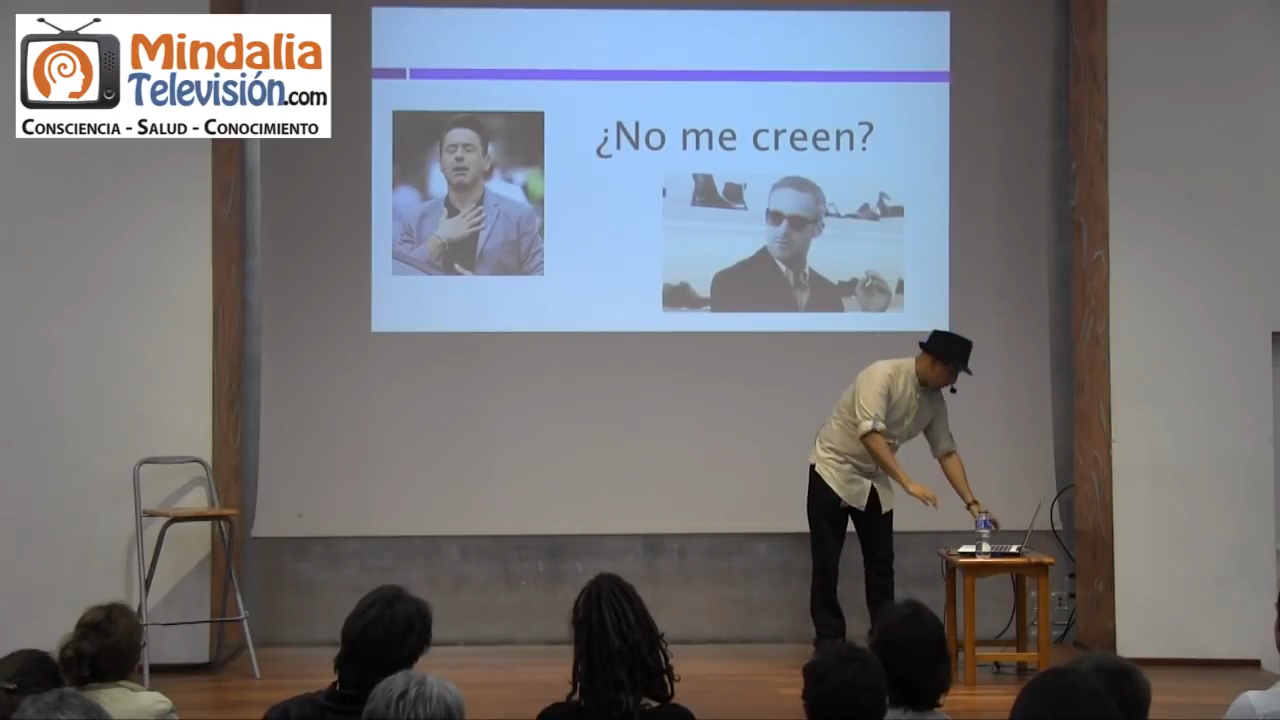 Mindalia
Televisión.com
Consciencia - Salud - Conocimiento
¿No me creen?